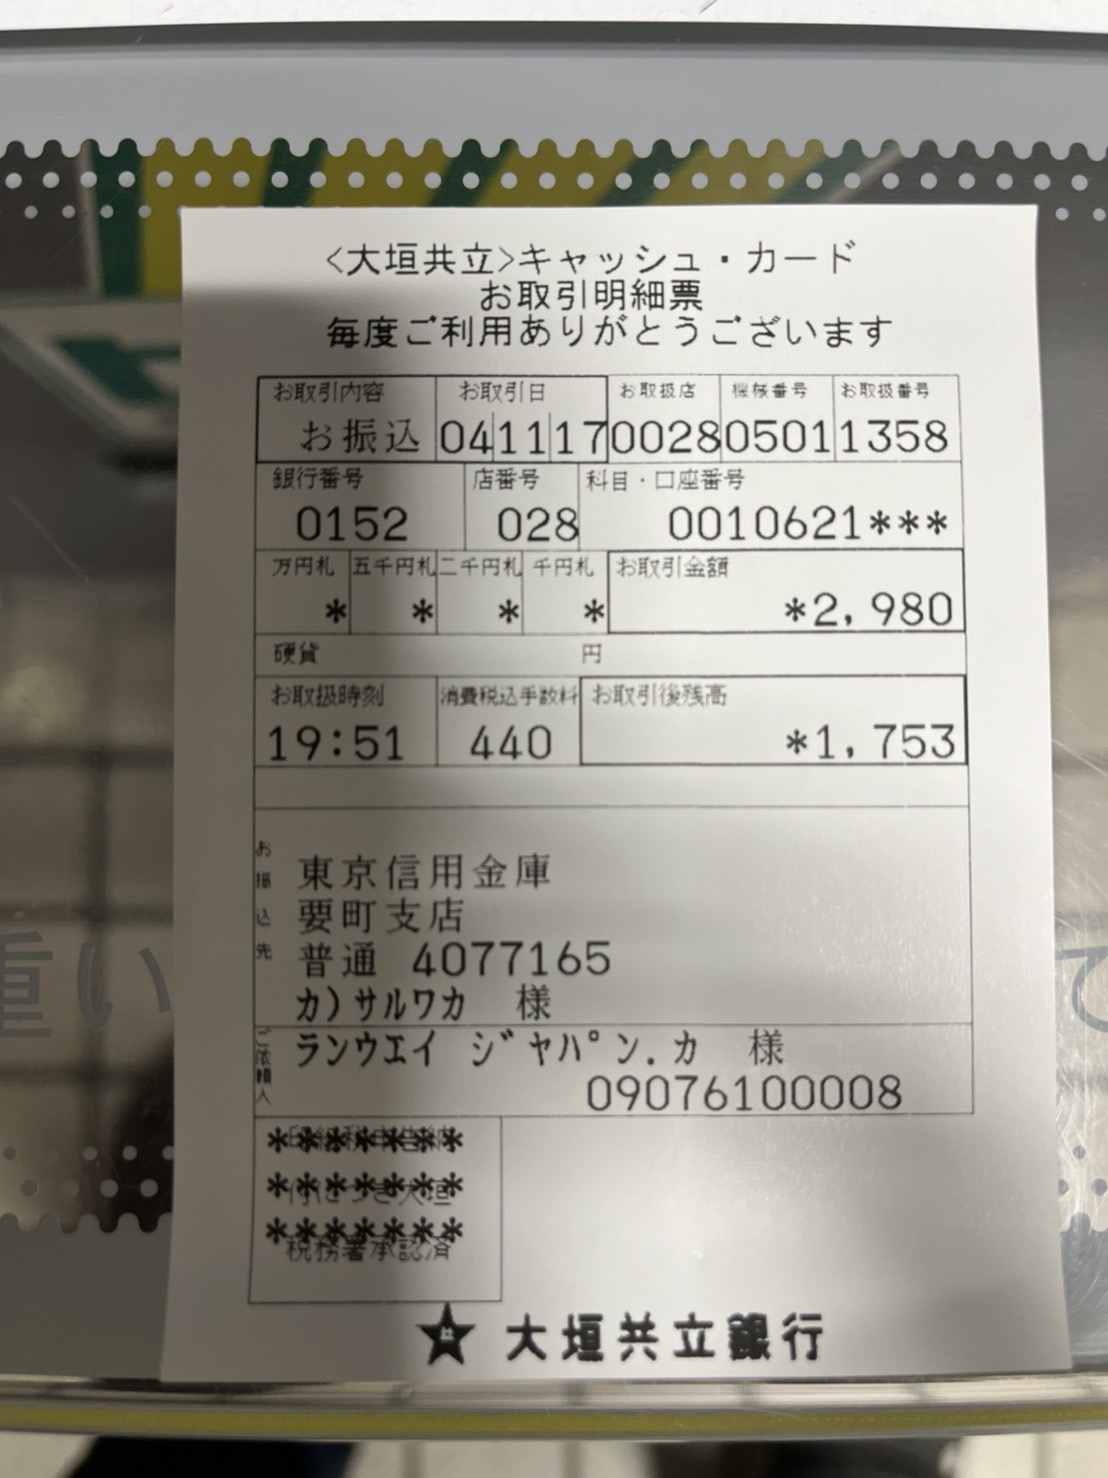 <大垣共立>キャッシュ・カード
お取引明細票
毎度ご利用ありがとうございます
お取引内容 お取引日 お取扱店 機械番号 お取扱番号
お振込 04 11 17 0028 0501 1358
銀行番号 店番号 科目・口座番号
0152 028 0010621***
万円札 五千円札 二千円札 千円札 お取引金額
* * * * *2,980
硬貨 円
お取扱時刻 消費税込手数料 お取引後残高
19:51 440 *1,753
お振込先
東京信用金庫
要町支店
普通 4077165
カ)サルワカ 様
ご依頼人
ランウエイ ジヤパン.カ 様
09076100008
********
********
********
税務署承認済
大垣共立銀行
重い